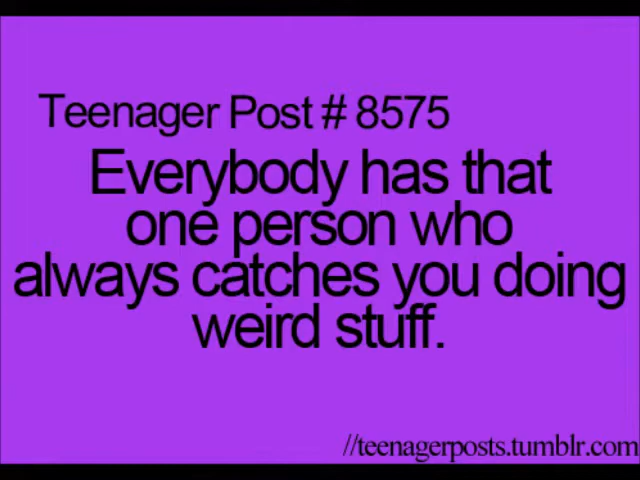 Teenager Post # 8575
Everybody has that
one person who
always catches you doing
weird stuff.
//teenagerposts.tumblr.com